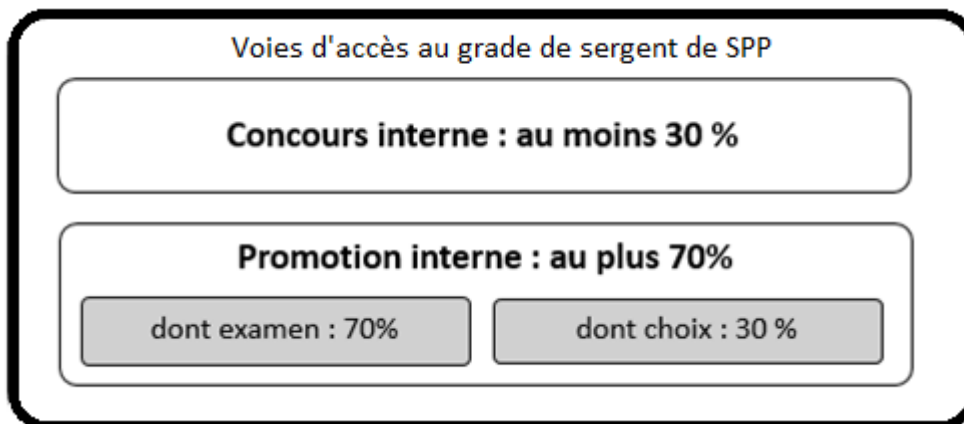 Voies d'accès au grade de sergent de SPP
Concours interne : au moins 30 %
Promotion interne : au plus 70%
dont examen : 70%
dont choix : 30 %